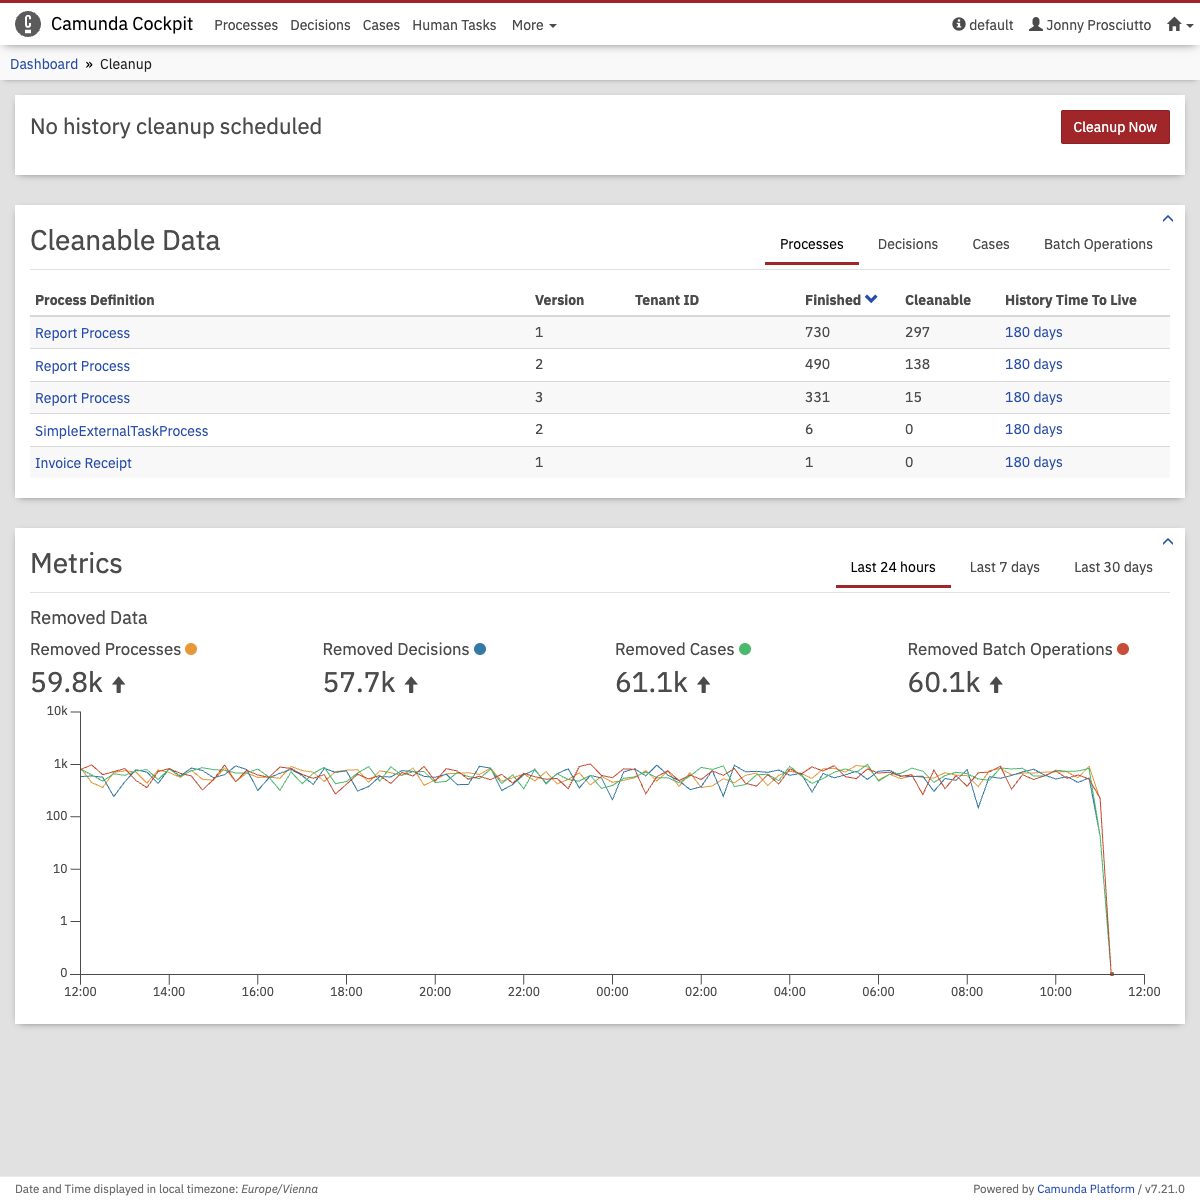 Camunda Cockpit Processes Decisions Cases Human Tasks More default Jonny Prosciutto
Dashboard » Cleanup
No history cleanup scheduled Cleanup Now
Cleanable Data Processes Decisions Cases Batch Operations
Process Definition Version Tenant ID Finished Cleanable History Time To Live
Report Process 1 730 297 180 days
Report Process 2 490 138 180 days
Report Process 3 331 15 180 days
SimpleExternalTaskProcess 2 6 0 180 days
Invoice Receipt 1 1 0 180 days
Metrics Last 24 hours Last 7 days Last 30 days
Removed Data
Removed Processes Removed Decisions Removed Cases Removed Batch Operations
59.8k 57.7k 61.1k 60.1k
10k
1k
100
10
1
0
12:00 14:00 16:00 18:00 20:00 22:00 00:00 02:00 04:00 06:00 08:00 10:00 12:00
Date and Time displayed in local timezone: Europe/Vienna Powered by Camunda Platform / v7.21.0